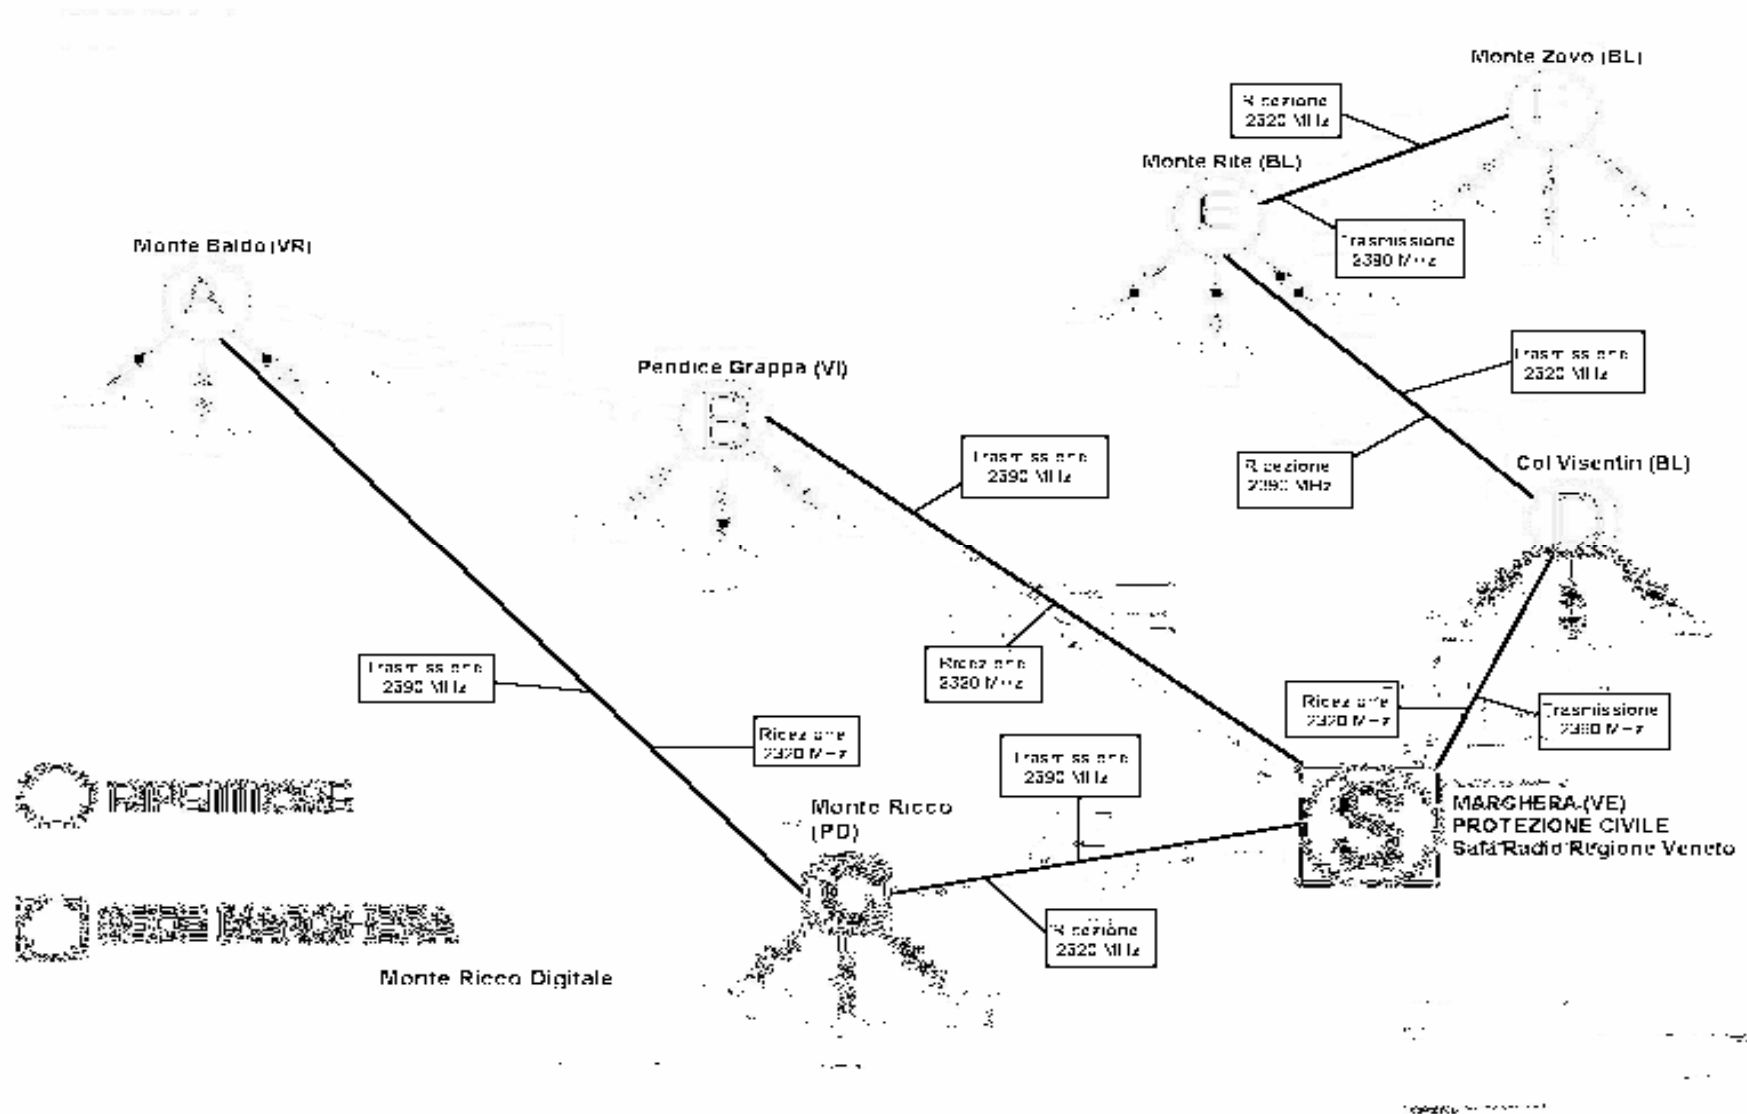 Monte Zovo (BL)
Ricezione
2320 MHz
Monte Rite (BL)
E
Trasmissione
2390 MHz
Monte Baldo (VR)
A
Trasmissione
2320 MHz
Pendice Grappa (VI)
B
Trasmissione
2390 MHz
Ricezione
2390 MHz
Col Visentin (BL)
D
Ricezione
2320 MHz
Trasmissione
2390 MHz
Ricezione
2320 MHz
Trasmissione
2390 MHz
Ricezione
2320 MHz
Trasmissione
2390 MHz
S
MARGHERA (VE)
PROTEZIONE CIVILE
Sala Radio Regione Veneto
Monte Ricco
(PD)
C
Ricezione
2320 MHz
Monte Ricco Digitale